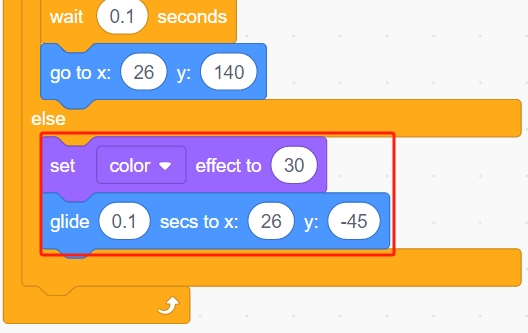 wait 0.1 seconds
go to x: 26 y: 140
else
set color effect to 30
glide 0.1 secs to x: 26 y: -45